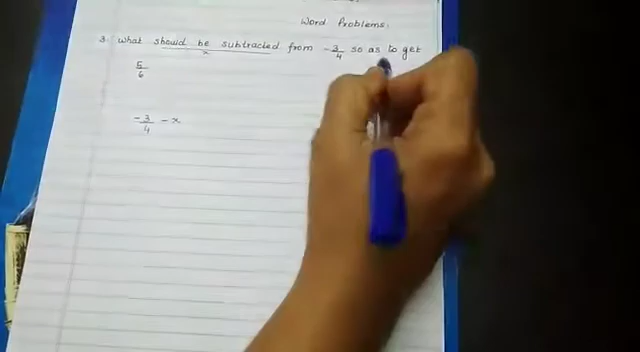 Word Problems.
3. What should be subtracted from -3/4 so as to get
x
5/6
-3/4 - x